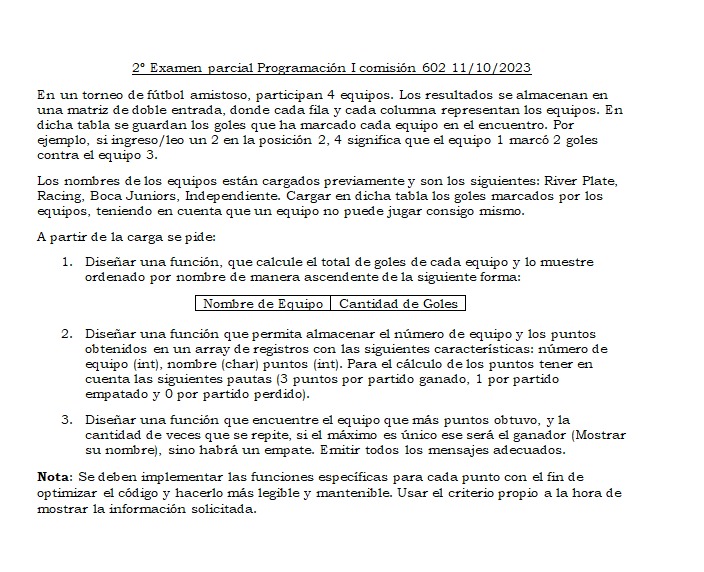 2° Examen parcial Programación I comisión 602 11/10/2023
En un torneo de fútbol amistoso, participan 4 equipos. Los resultados se almacenan en
una matriz de doble entrada, donde cada fila y cada columna representan los equipos. En
dicha tabla se guardan los goles que ha marcado cada equipo en el encuentro. Por
ejemplo, si ingreso/leo un 2 en la posición 2, 4 significa que el equipo 1 marcó 2 goles
contra el equipo 3.
Los nombres de los equipos están cargados previamente y son los siguientes: River Plate,
Racing, Boca Juniors, Independiente. Cargar en dicha tabla los goles marcados por los
equipos, teniendo en cuenta que un equipo no puede jugar consigo mismo.
A partir de la carga se pide:
1. Diseñar una función, que calcule el total de goles de cada equipo y lo muestre
ordenado por nombre de manera ascendente de la siguiente forma:
Nombre de Equipo Cantidad de Goles
2. Diseñar una función que permita almacenar el número de equipo y los puntos
obtenidos en un array de registros con las siguientes características: número de
equipo (int), nombre (char) puntos (int). Para el cálculo de los puntos tener en
cuenta las siguientes pautas (3 puntos por partido ganado, 1 por partido
empatado y 0 por partido perdido).
3. Diseñar una función que encuentre el equipo que más puntos obtuvo, y la
cantidad de veces que se repite, si el máximo es único ese será el ganador (Mostrar
su nombre), sino habrá un empate. Emitir todos los mensajes adecuados.
Nota: Se deben implementar las funciones específicas para cada punto con el fin de
optimizar el código y hacerlo más legible y mantenible. Usar el criterio propio a la hora de
mostrar la información solicitada.